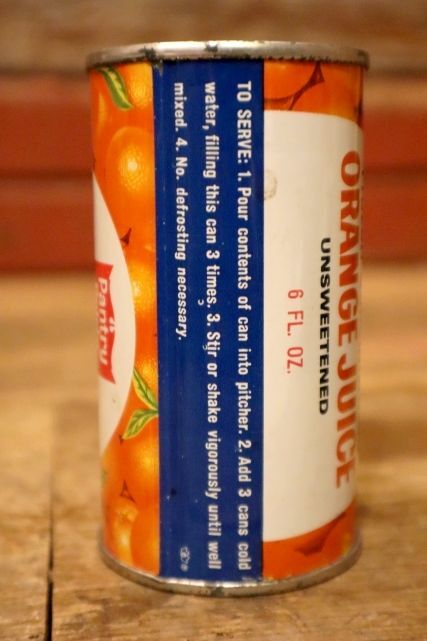 ORANGE JUICE
UNSWEETENED
6 FL. OZ.
TO SERVE: 1. Pour contents of can into pitcher. 2. Add 3 cans cold
water, filling this can 3 times. 3. Stir or shake vigorously until well
mixed. 4. No. defrosting necessary.
Pantry